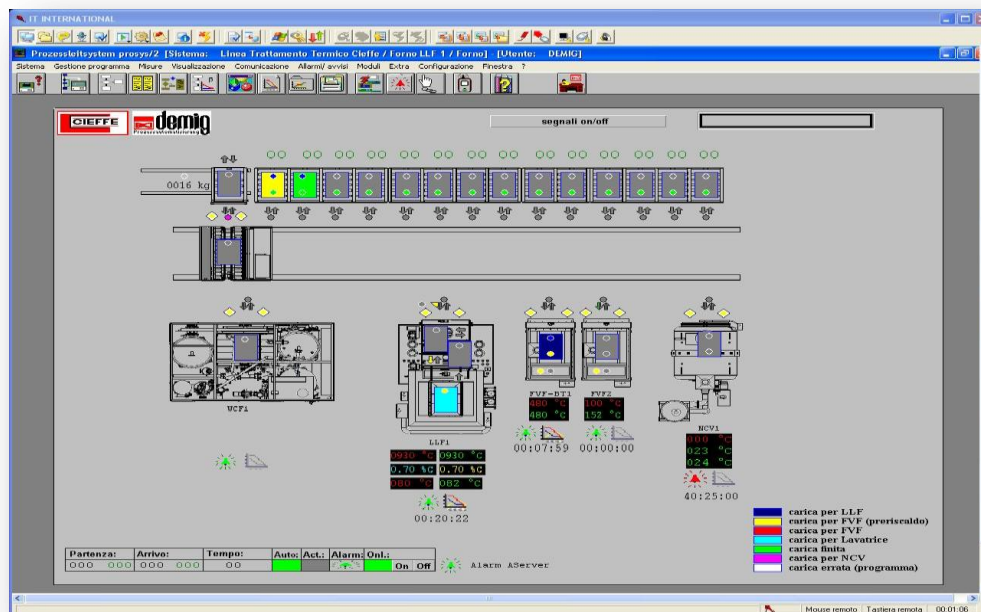 IT INTERNATIONAL
Prozessleitsystem prosys/2 [Sistema: Linea Trattamento Termico Cieffe / Forno LLF 1 / Forno] [Utente: DEMIG]
Sistema Gestione programma Misure Visualizzazione Comunicazione Allarmi/ avvisi Moduli Extra Configurazione Finestra ?
CIEFFE demig
Prozessautomatisierung
segnali on/off
0016 kg
VCF1
LLF1
0930 °C 0930 °C
0.70 %C 0.70 %C
080 °C 082 °C
00:20:22
FVF-BT1 FVF2
480 °C 100 °C
480 °C 152 °C
00:07:59 00:00:00
NCV1
000 °C
023 °C
024 °C
40:25:00
carica per LLF
carica per FVF (preriscaldo)
carica per FVF
carica per Lavatrice
carica finita
carica per NCV
carica errata (programma)
Partenza: Arrivo: Tempo: Auto: Act.: Alarm: Onl.:
000 000 000 000 00 On Off Alarm AServer
Mouse remoto Tastiera remota 00:01:06